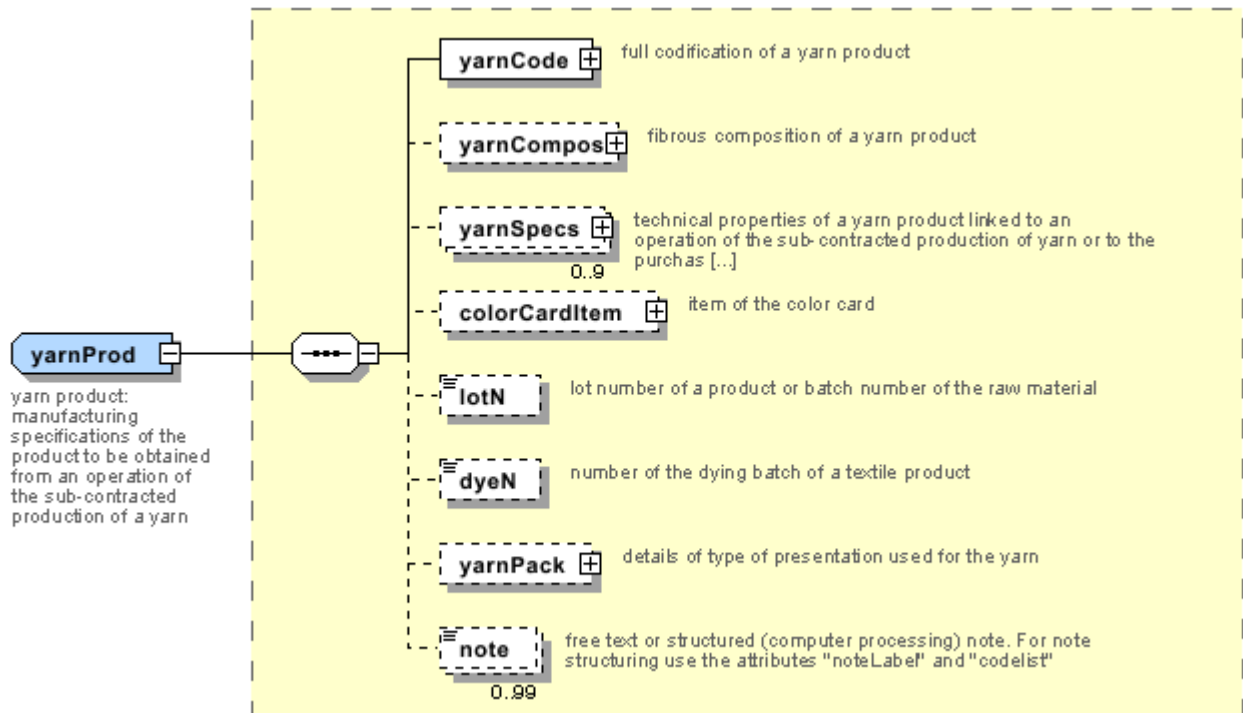 yarnCode
full codification of a yarn product
yarnCompos
fibrous composition of a yarn product
yarnSpecs
technical properties of a yarn product linked to an
operation of the sub-contracted production of yarn or to the
purchas [...]
0..9
colorCardItem
item of the color card
yarnProd
yarn product:
manufacturing
specifications of the
product to be obtained
from an operation of
the sub-contracted
production of a yarn
lotN
lot number of a product or batch number of the raw material
dyeN
number of the dying batch of a textile product
yarnPack
details of type of presentation used for the yarn
note
free text or structured (computer processing) note. For note
structuring use the attributes "noteLabel" and "codelist"
0..99